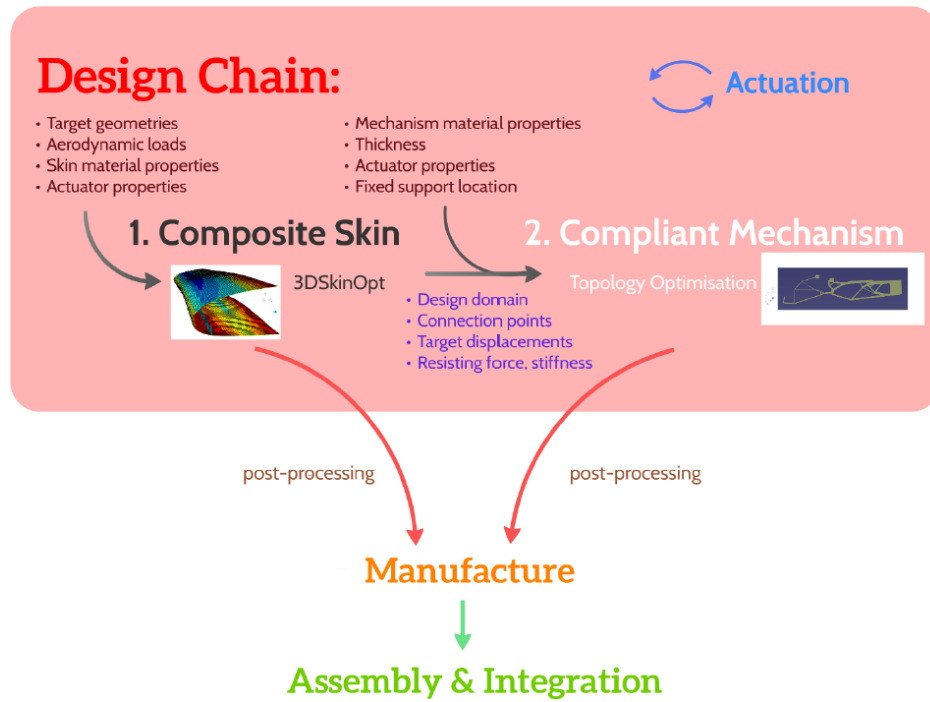 Design Chain:
Actuation
• Target geometries
• Aerodynamic loads
• Skin material properties
• Actuator properties
• Mechanism material properties
• Thickness
• Actuator properties
• Fixed support location
1. Composite Skin
3DSkinOpt
2. Compliant Mechanism
Topology Optimisation
• Design domain
• Connection points
• Target displacements
• Resisting force, stiffness
post-processing
post-processing
Manufacture
Assembly & Integration